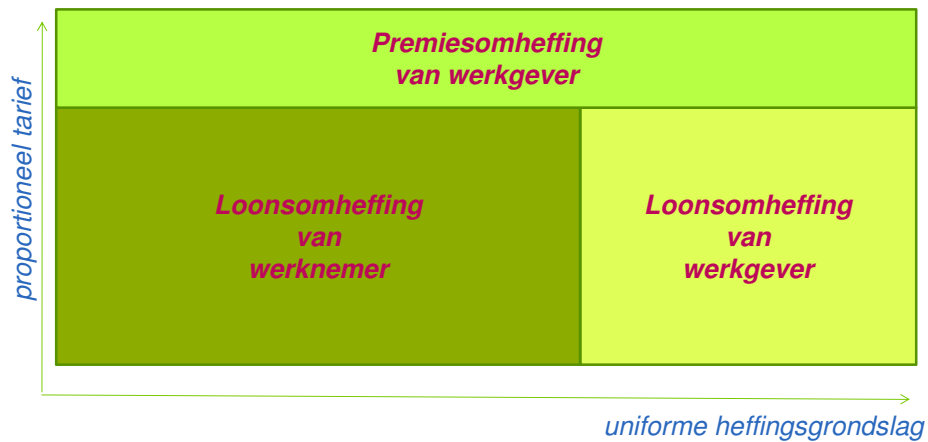 Premiesomheffing
van werkgever
proportioneel tarief
Loonsomheffing
van
werknemer
Loonsomheffing
van
werkgever
uniforme heffingsgrondslag